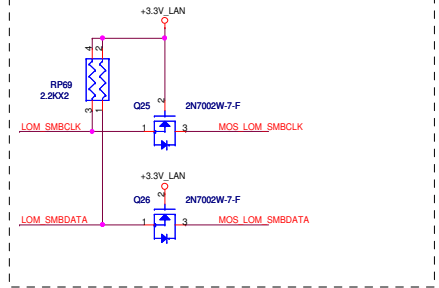 +3.3V_LAN
4 2
RP69
2.2KX2
3 1
Q25
2
2N7002W-7-F
LOM_SMBCLK
1
3
MOS_LOM_SMBCLK
+3.3V_LAN
Q26
2
2N7002W-7-F
LOM_SMBDATA
1
3
MOS_LOM_SMBDATA